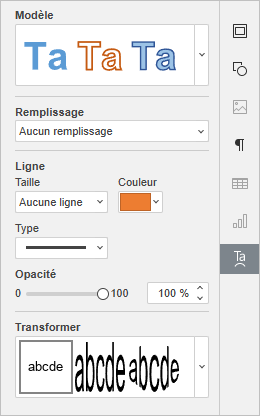 Modèle
Ta Ta Ta
Remplissage
Aucun remplissage
Ligne
Taille Couleur
Aucune ligne
Type
Opacité
0 100 100 %
Transformer
abcde abcde abcde
Ta